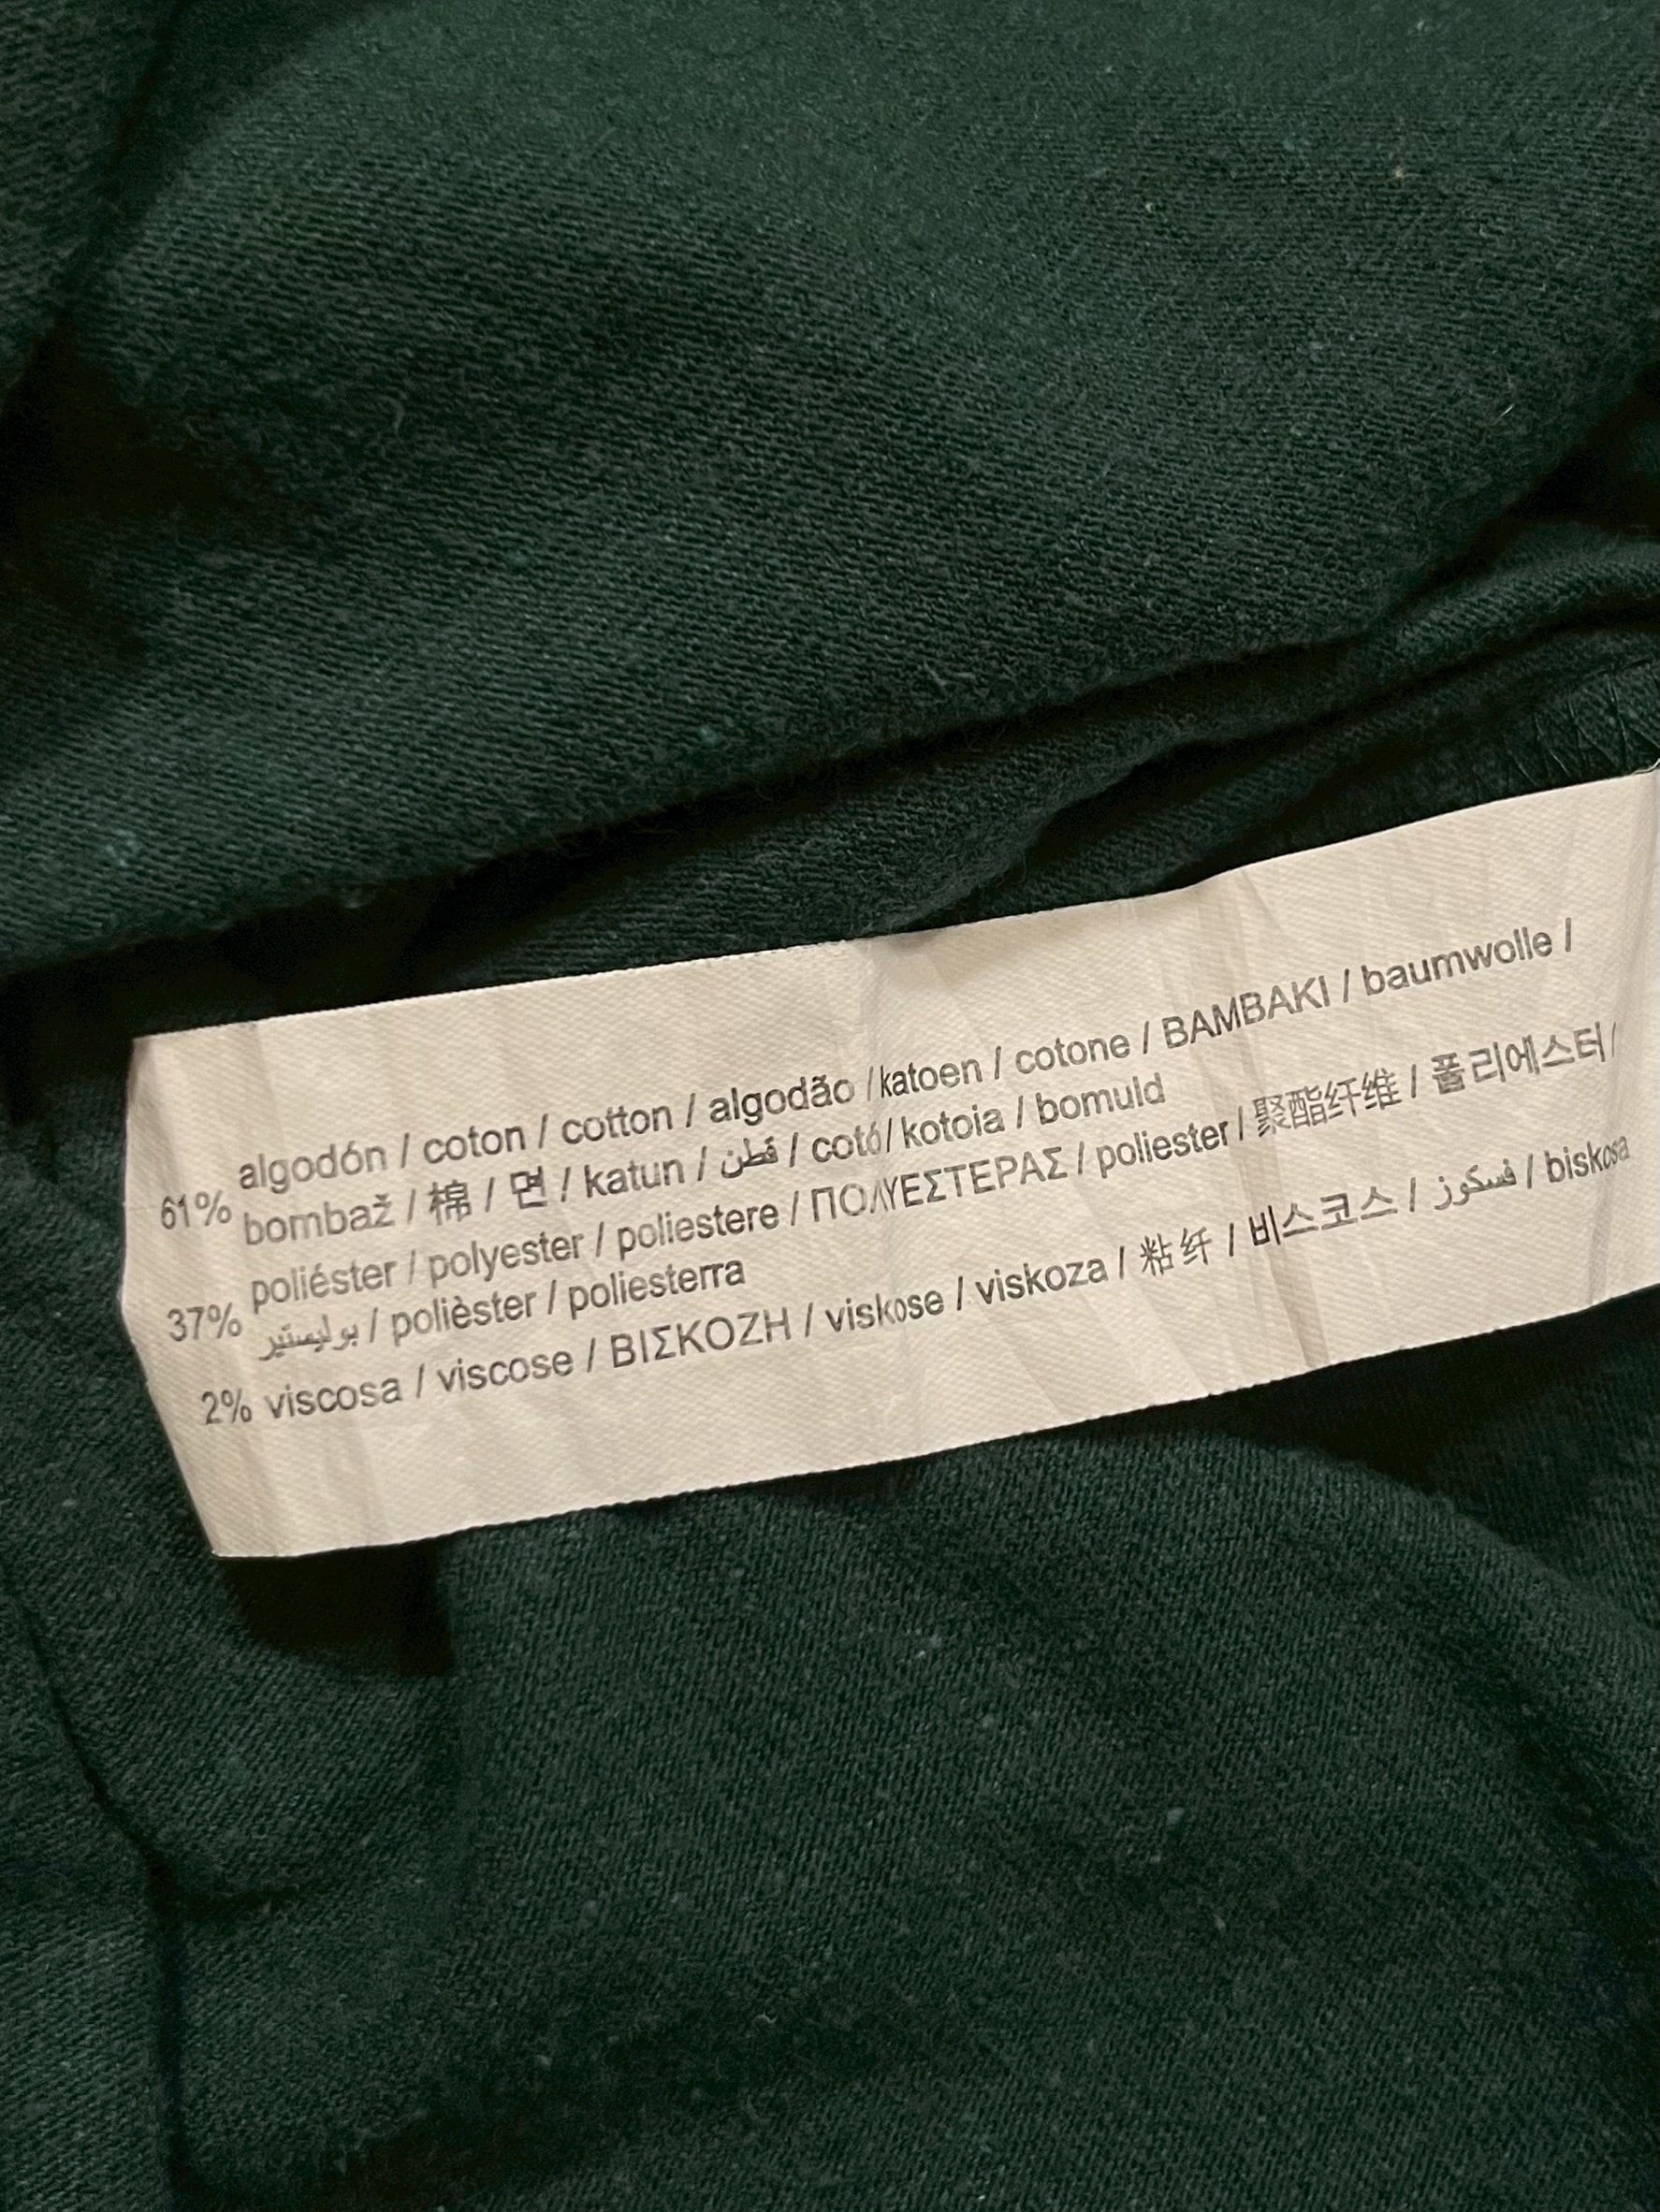 61% algodón / coton / cotton / algodão / katoen / cotone / BAMBAKI / baumwolle /
bombaž / 棉 / 면 / katun / قطن / cotó / kotoia / bomuld
37% poliéster / polyester / poliestere / ΠΟΛΥΕΣΤΕΡΑΣ / poliester / 聚酯纤维 / 폴리에스터 /
بوليستير / polièster / poliesterra
2% viscosa / viscose / ΒΙΣΚΟΖΗ / viskose / viskoza / 粘纤 / 비스코스 / فسكوز / biskosa